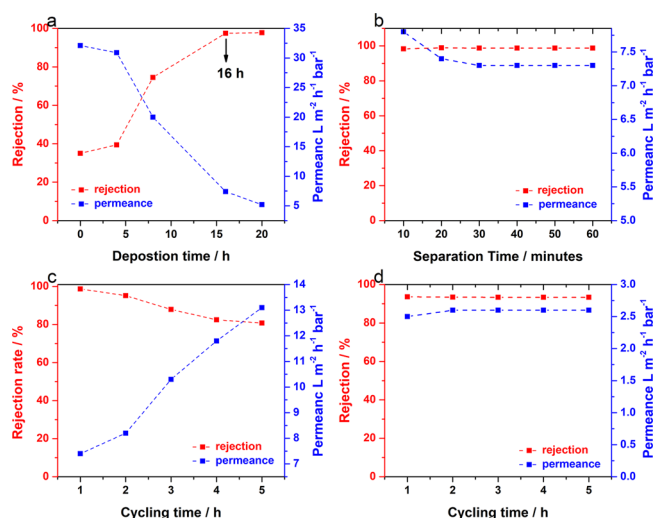 a
Rejection / %
100
80
60
40
20
0
16 h
rejection
permeance
0
5
10
15
20
Depostion time / h
35
30
25
20
15
10
5
Permeanc L m⁻² h⁻¹ bar⁻¹
b
Rejection / %
100
80
60
40
20
0
rejection
permeance
10
20
30
40
50
60
Separation Time / minutes
7.5
7.0
6.5
6.0
5.5
5.0
Permeanc L m⁻² h⁻¹ bar⁻¹
c
Rejection rate / %
100
80
60
40
20
0
rejection
permeance
1
2
3
4
5
Cycling time / h
14
13
12
11
10
9
8
7
Permeanc L m⁻² h⁻¹ bar⁻¹
d
Rejection / %
100
80
60
40
20
0
rejection
permeance
1
2
3
4
5
Cycling time / h
3.0
2.5
2.0
1.5
1.0
0.5
0.0
Permeance L m⁻² h⁻¹ bar⁻¹